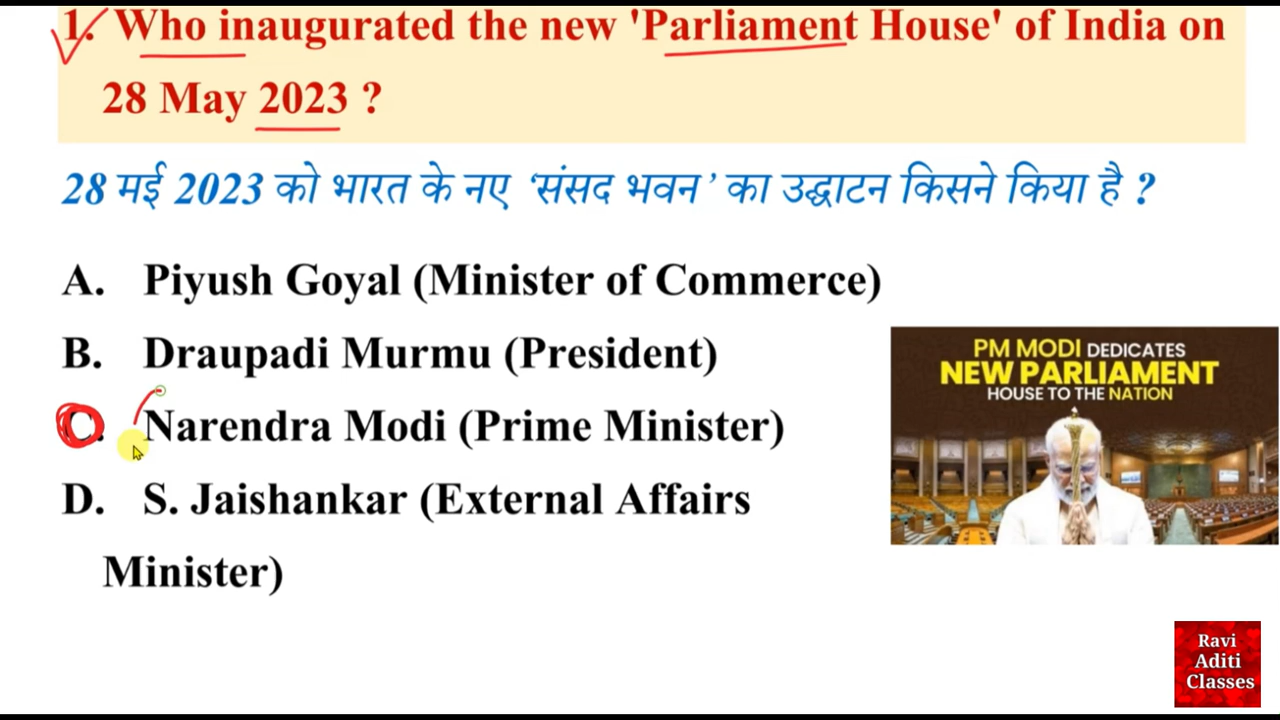 1. Who inaugurated the new 'Parliament House' of India on
28 May 2023 ?
28 मई 2023 को भारत के नए ‘संसद भवन’ का उद्घाटन किसने किया है ?
A. Piyush Goyal (Minister of Commerce)
B. Draupadi Murmu (President)
C. Narendra Modi (Prime Minister)
D. S. Jaishankar (External Affairs
Minister)
PM MODI DEDICATES
NEW PARLIAMENT
HOUSE TO THE NATION
Ravi
Aditi
Classes